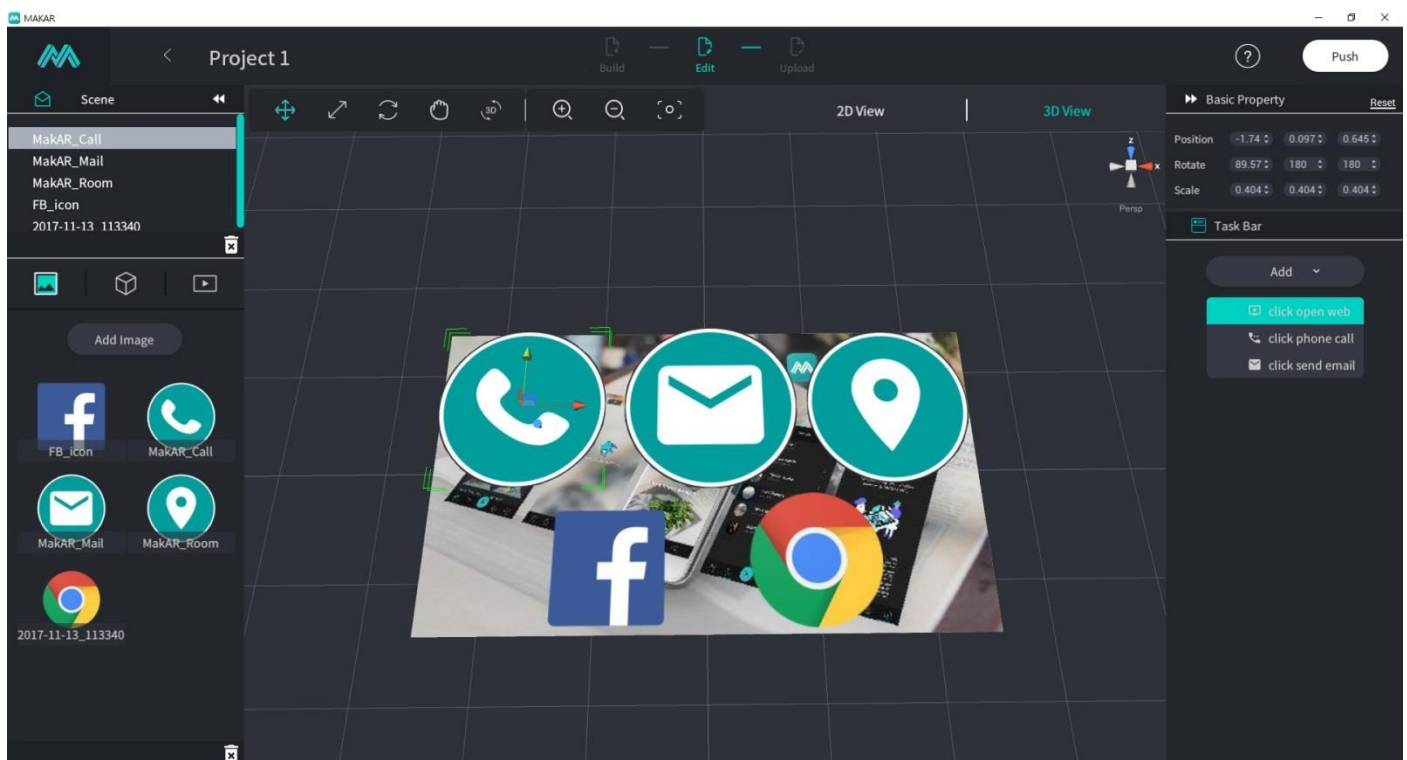 MAKAR
Project 1
Build
Edit
Upload
?
Push
Scene
MakAR_Call
MakAR_Mail
MakAR_Room
FB_icon
2017-11-13_113340
Add Image
FB_icon
MakAR_Call
MakAR_Mail
MakAR_Room
2017-11-13_113340
3D
2D View
3D View
z
x
Persp
f
Basic Property
Reset
Position -1.74 0.097 0.645
Rotate 89.57 180 180
Scale 0.404 0.404 0.404
Task Bar
Add
click open web
click phone call
click send email